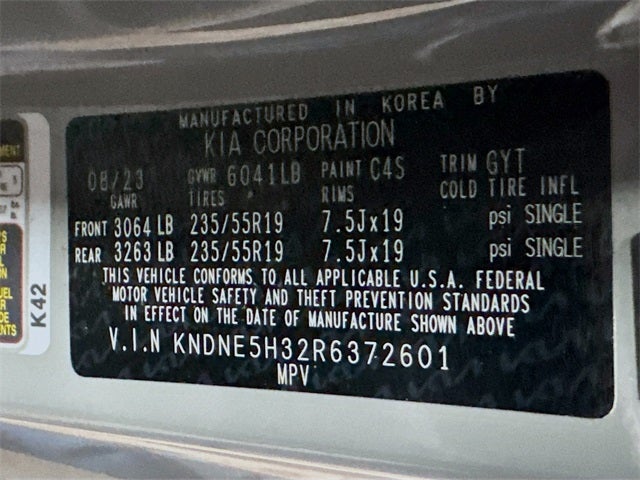 MANUFACTURED IN KOREA BY
KIA CORPORATION
08/23 GVWR 6041LB PAINT C4S TRIM GYT
GAWR TIRES RIMS COLD TIRE INFL
FRONT 3064 LB 235/55R19 7.5Jx19 psi SINGLE
REAR 3263 LB 235/55R19 7.5Jx19 psi SINGLE
THIS VEHICLE CONFORMS TO ALL APPLICABLE U.S.A. FEDERAL
MOTOR VEHICLE SAFETY AND THEFT PREVENTION STANDARDS
IN EFFECT ON THE DATE OF MANUFACTURE SHOWN ABOVE
V.I.N KNDNE5H32R6372601
MPV
K42